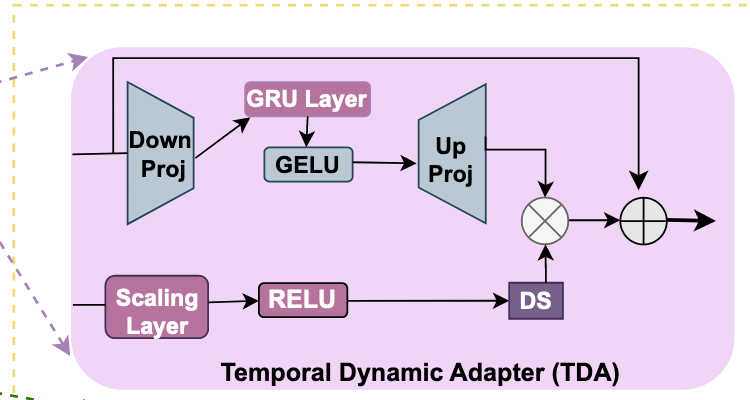 GRU Layer
Down
Proj
GELU
Up
Proj
Scaling
Layer
RELU
DS
Temporal Dynamic Adapter (TDA)